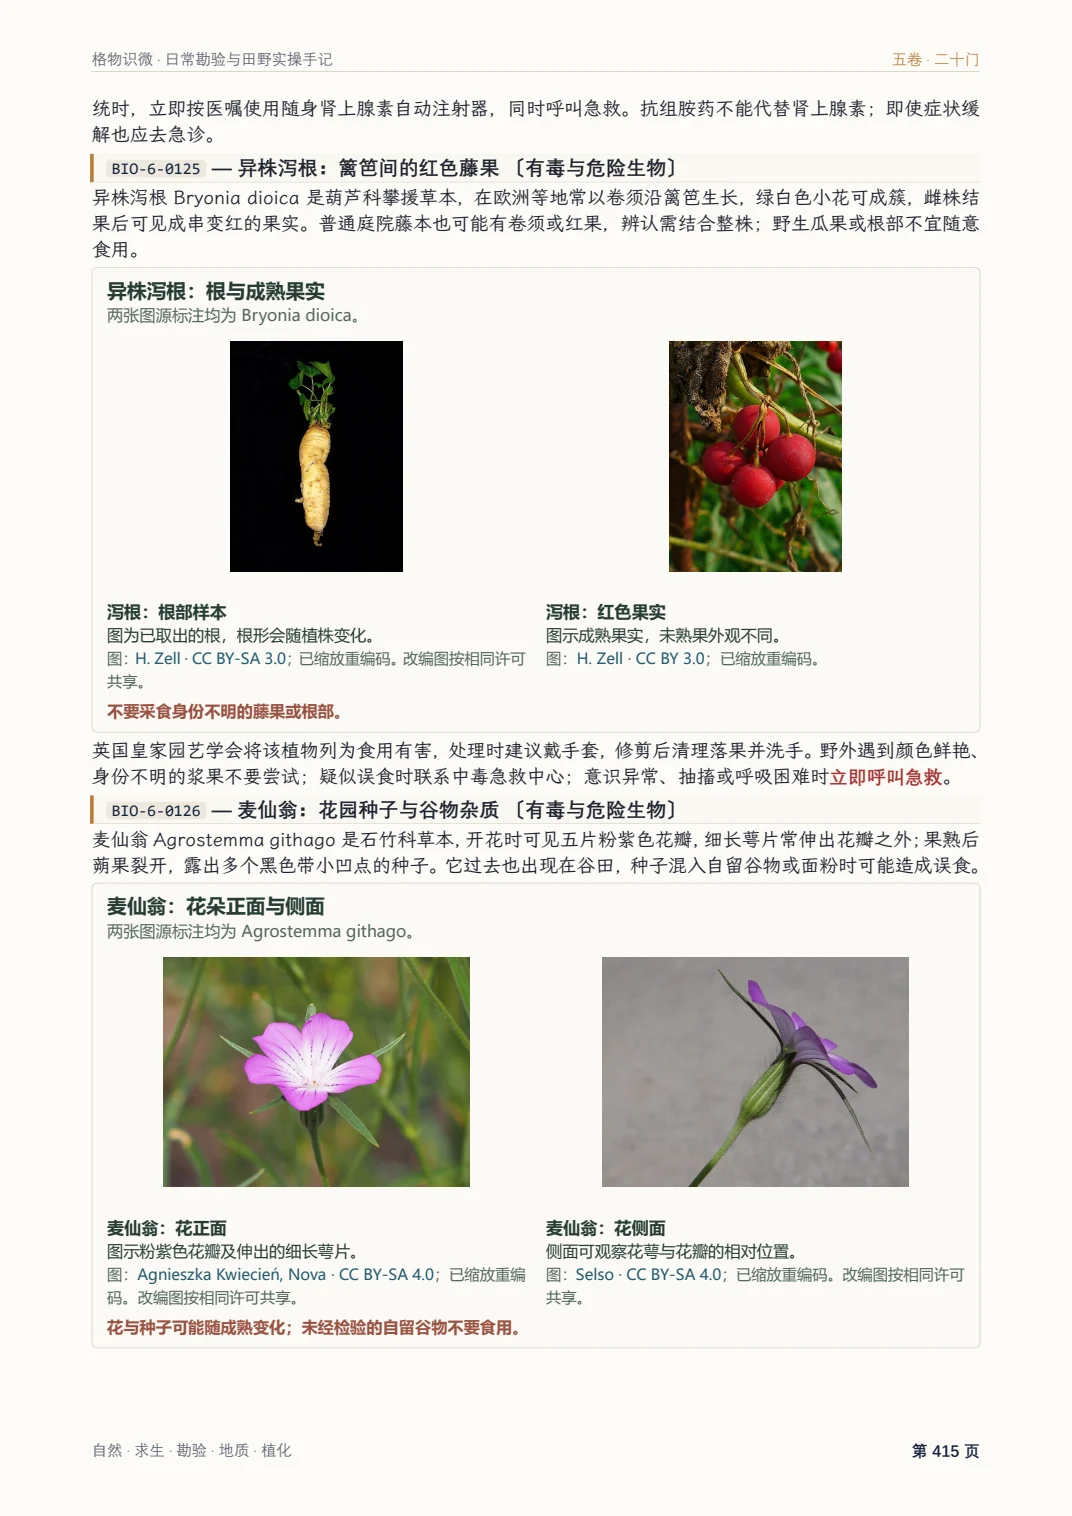 格物识微 · 日常勘验与田野实操手记
五卷 · 二十门
统时，立即按医嘱使用随身肾上腺素自动注射器，同时呼叫急救。抗组胺药不能代替肾上腺素；即使症状缓
解也应去急诊。
BIO-6-0125 — 异株泻根：篱笆间的红色藤果 〔有毒与危险生物〕
异株泻根 Bryonia dioica 是葫芦科攀援草本，在欧洲等地常以卷须沿篱笆生长，绿白色小花可成簇，雌株结
果后可见成串变红的果实。普通庭院藤本也可能有卷须或红果，辨认需结合整株；野生瓜果或根部不宜随意
食用。
异株泻根：根与成熟果实
两张图源标注均为 Bryonia dioica。
泻根：根部样本
图为已取出的根，根形会随植株变化。
图：H. Zell · CC BY-SA 3.0；已缩放重编码。改编图按相同许可
共享。
泻根：红色果实
图示成熟果实，未熟果外观不同。
图：H. Zell · CC BY 3.0；已缩放重编码。
不要采食身份不明的藤果或根部。
英国皇家园艺学会将该植物列为食用有害，处理时建议戴手套，修剪后清理落果并洗手。野外遇到颜色鲜艳、
身份不明的浆果不要尝试；疑似误食时联系中毒急救中心；意识异常、抽搐或呼吸困难时立即呼叫急救。
BIO-6-0126 — 麦仙翁：花园种子与谷物杂质 〔有毒与危险生物〕
麦仙翁 Agrostemma githago 是石竹科草本，开花时可见五片粉紫色花瓣，细长萼片常伸出花瓣之外；果熟后
蒴果裂开，露出多个黑色带小凹点的种子。它过去也出现在谷田，种子混入自留谷物或面粉时可能造成误食。
麦仙翁：花朵正面与侧面
两张图源标注均为 Agrostemma githago。
麦仙翁：花正面
图示粉紫色花瓣及伸出的细长萼片。
图：Agnieszka Kwiecień, Nova · CC BY-SA 4.0；已缩放重编
码。改编图按相同许可共享。
麦仙翁：花侧面
侧面可观察花萼与花瓣的相对位置。
图：Selso · CC BY-SA 4.0；已缩放重编码。改编图按相同许可
共享。
花与种子可能随成熟变化；未经检验的自留谷物不要食用。
自然 · 求生 · 勘验 · 地质 · 植化
第 415 页